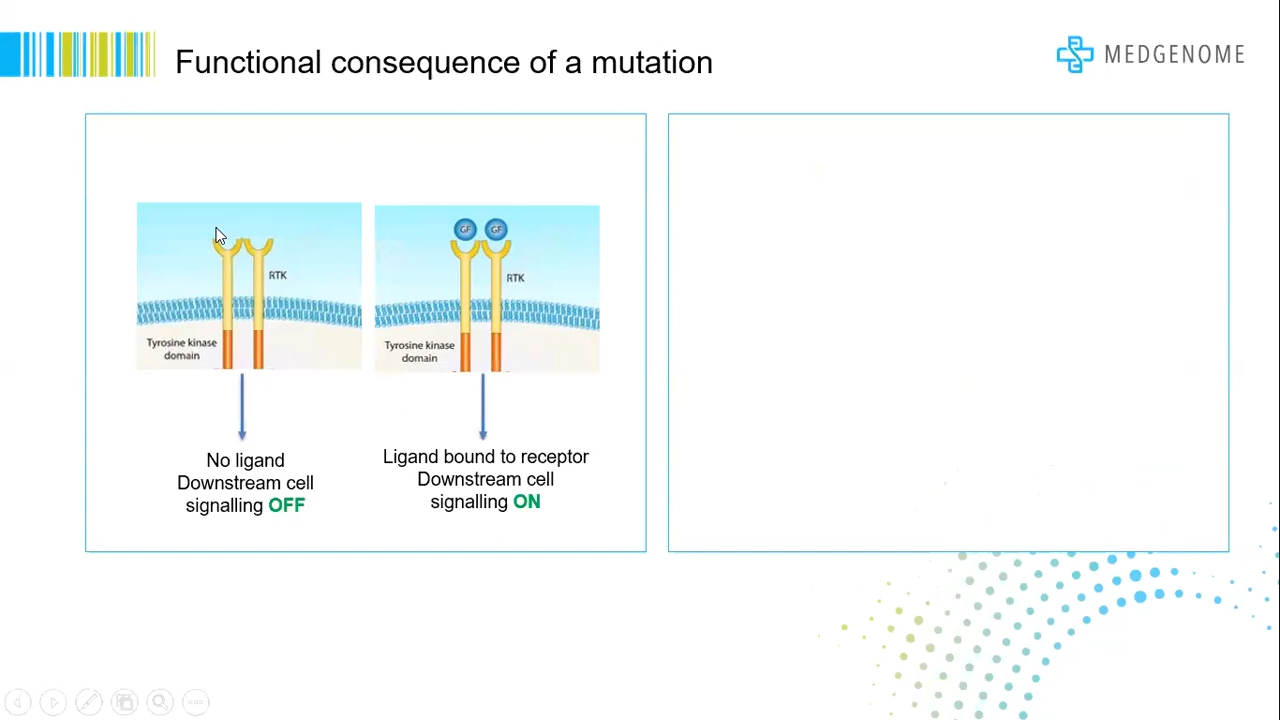 Functional consequence of a mutation
MEDGENOME
RTK
Tyrosine kinase
domain
GF GF
RTK
Tyrosine kinase
domain
No ligand
Downstream cell
signalling OFF
Ligand bound to receptor
Downstream cell
signalling ON